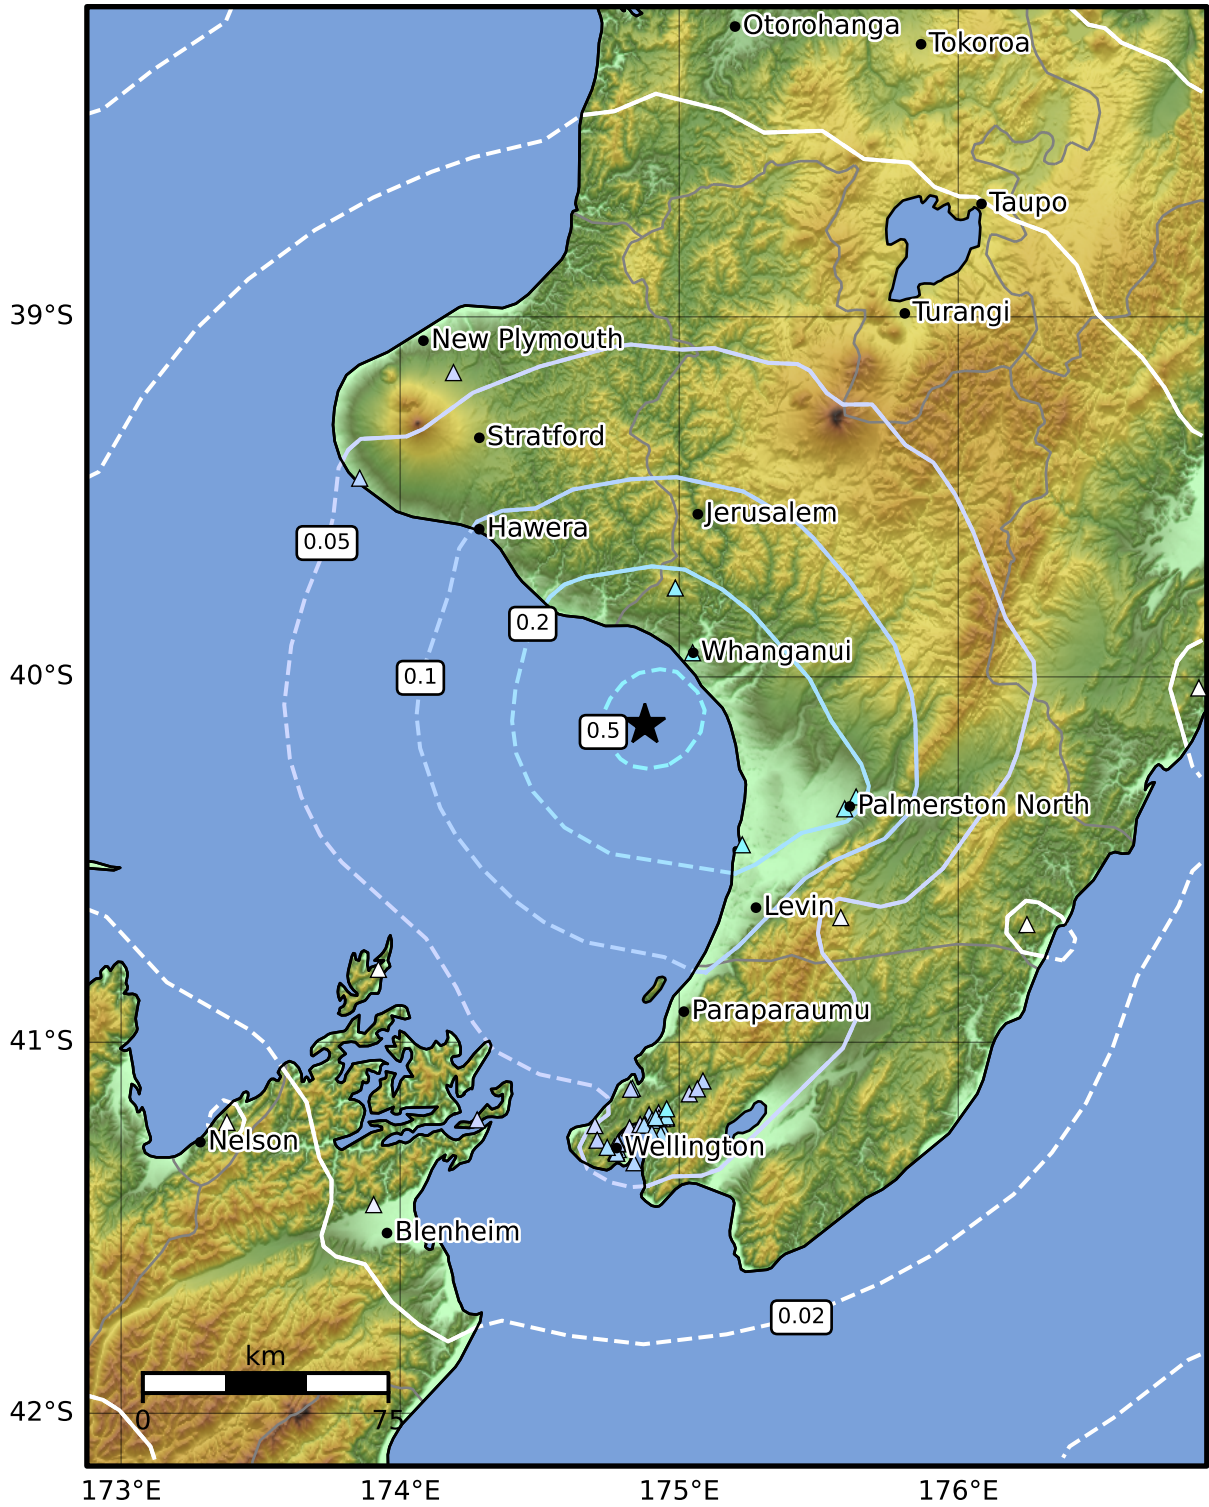 Otorohanga
Tokoroa
Taupo
39°S
Turangi
New Plymouth
Stratford
Jerusalem
Hawera
0.05
0.2
Whanganui
40°S
0.1
0.5
Palmerston North
Levin
Paraparaumu
41°S
Nelson
Wellington
Blenheim
0.02
km
0
75
42°S
173°E
174°E
175°E
176°E